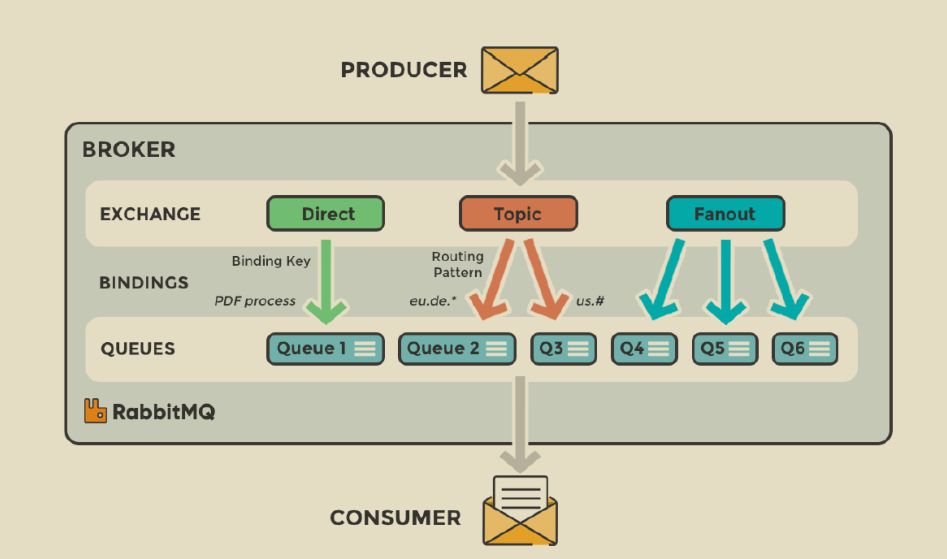 PRODUCER
BROKER
EXCHANGE
Direct
Topic
Fanout
BINDINGS
Binding Key
PDF process
Routing
Pattern
eu.de.*
us.#
QUEUES
Queue 1
Queue 2
Q3
Q4
Q5
Q6
RabbitMQ
CONSUMER